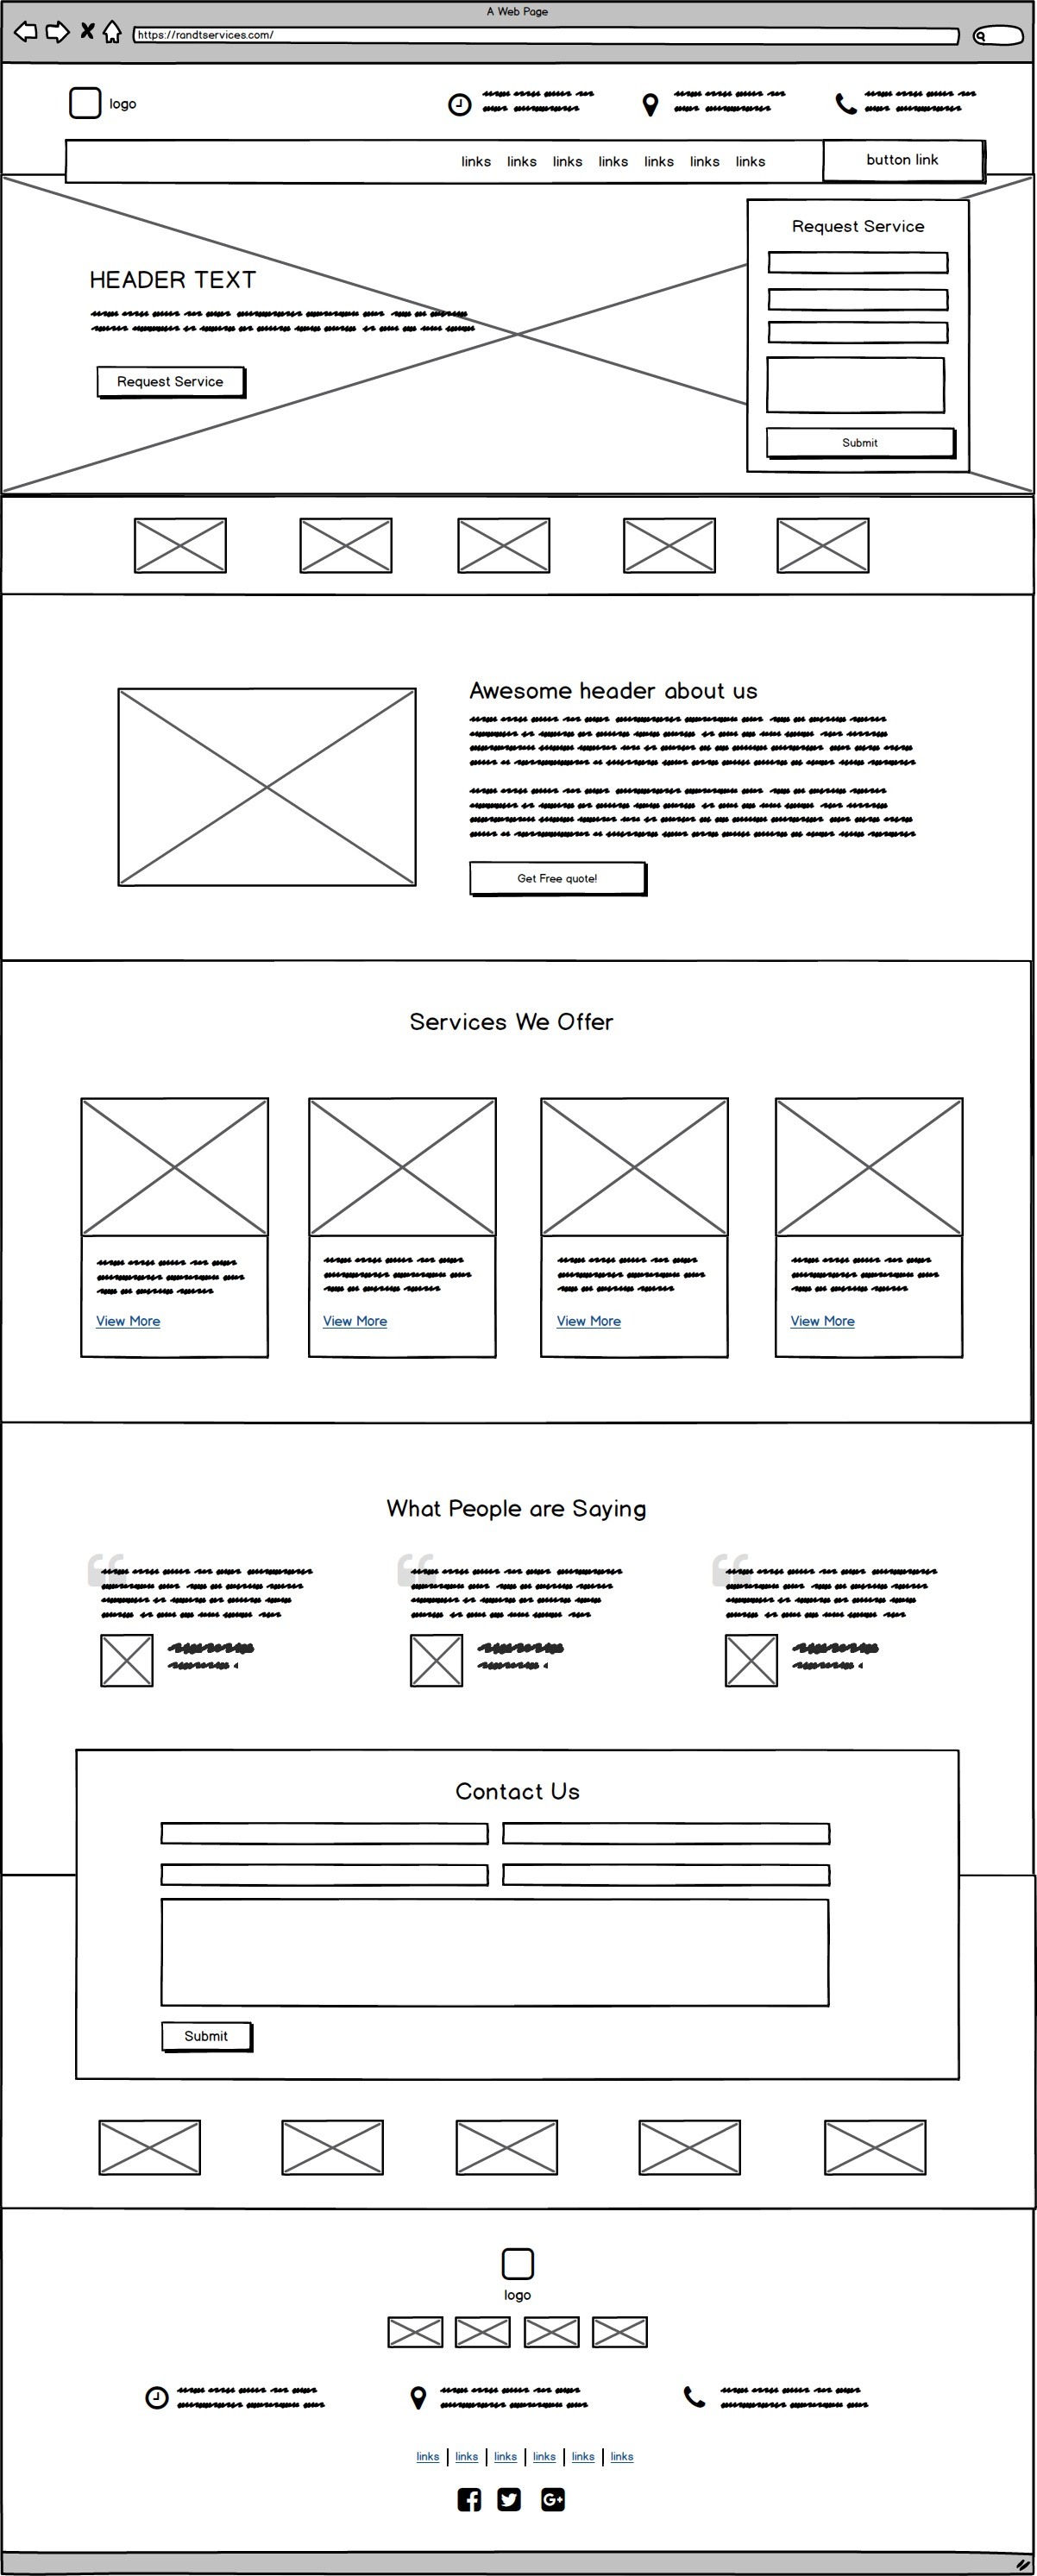 A Web Page
https://randtservices.com/
logo
links links links links links links links
button link
Request Service
HEADER TEXT
Request Service
Submit
Awesome header about us
Get Free quote!
Services We Offer
View More
View More
View More
View More
What People are Saying
Contact Us
Submit
logo
links | links | links | links | links | links